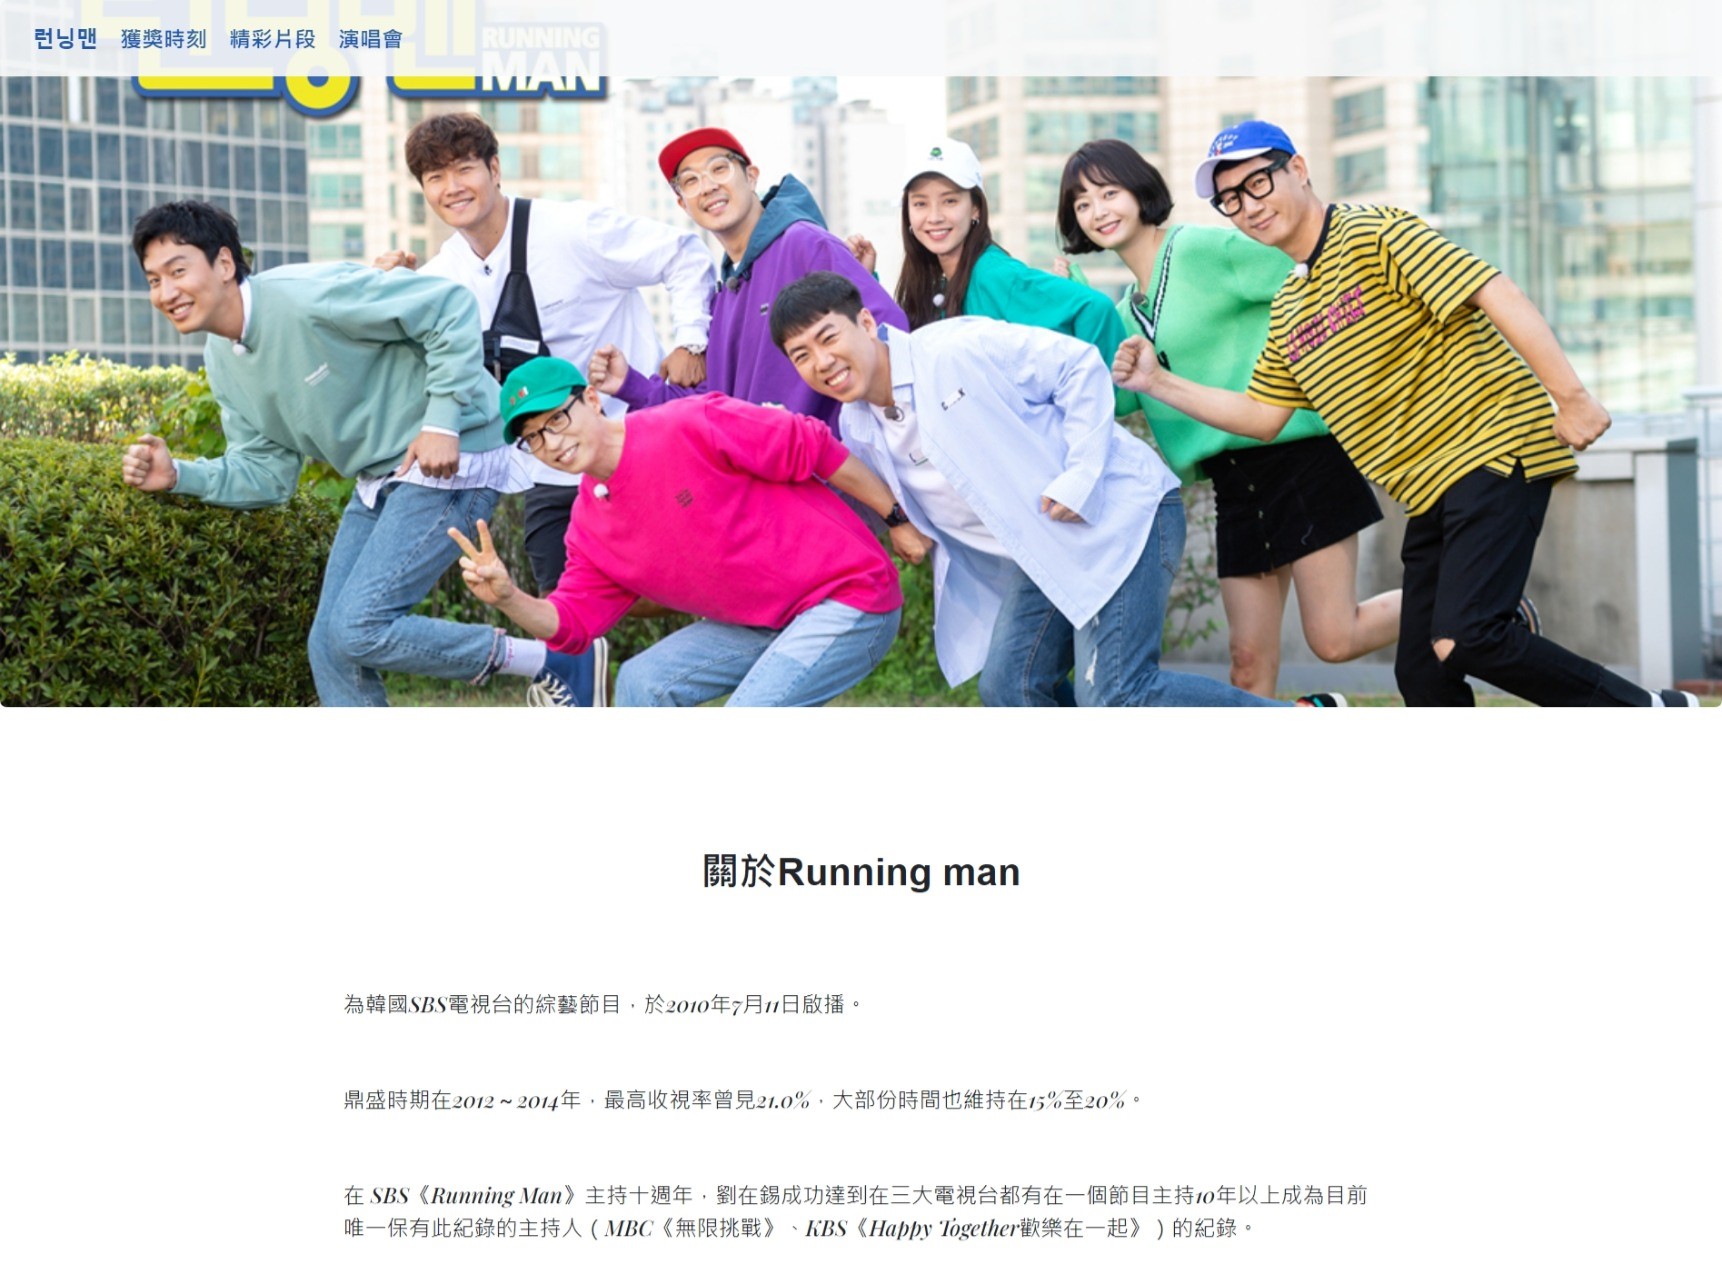 런닝맨 獲獎時刻 精彩片段 演唱會
RUNNING
MAN
關於Running man
為韓國SBS電視台的綜藝節目，於2010年7月11日啟播。
鼎盛時期在2012～2014年，最高收視率曾見21.0%，大部份時間也維持在15%至20%。
在 SBS《Running Man》主持十週年，劉在錫成功達到在三大電視台都有在一個節目主持10年以上成為目前
唯一保有此紀錄的主持人（MBC《無限挑戰》、KBS《Happy Together歡樂在一起》）的紀錄。